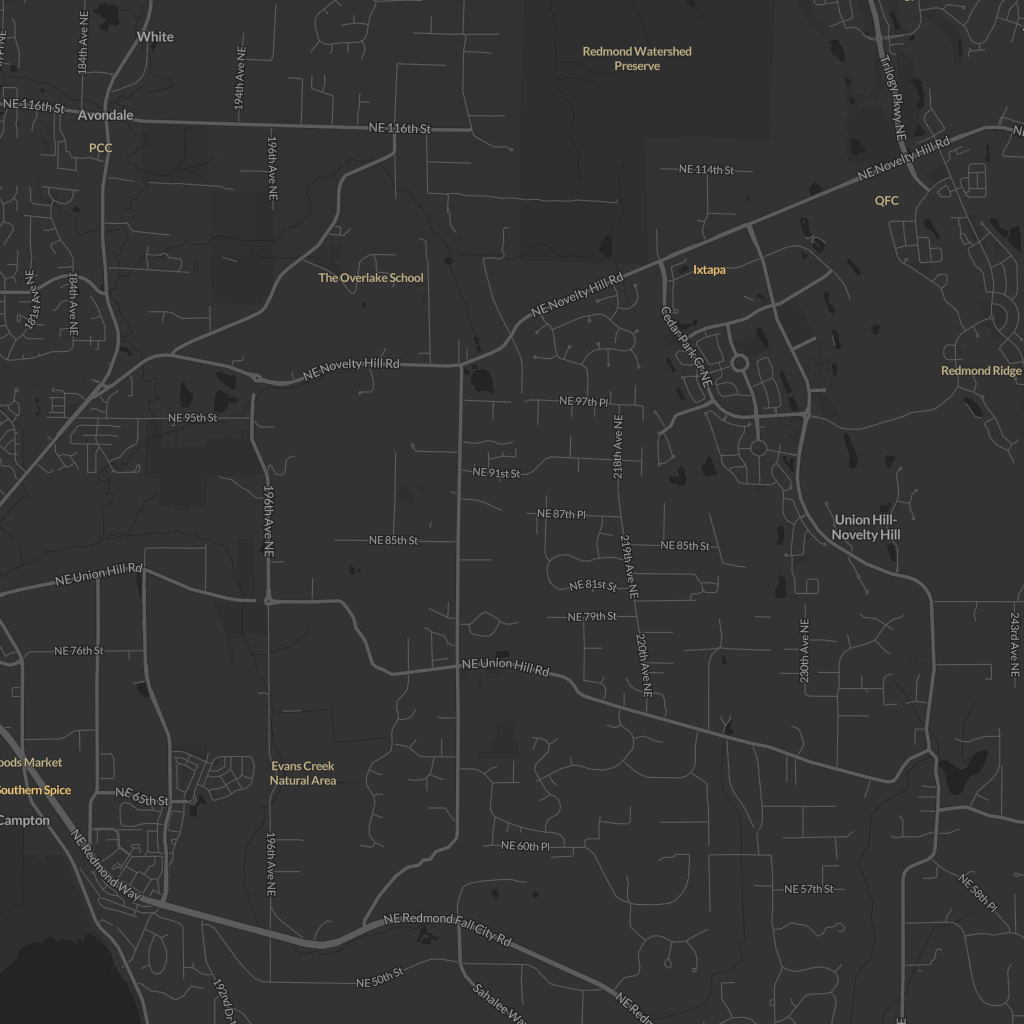 White
184th Ave NE
194th Ave NE
Redmond Watershed
Preserve
Trilogy Pkwy NE
NE 116th St
Avondale
NE 116th St
PCC
196th Ave NE
NE 114th St
NE Novelty Hill Rd
QFC
The Overlake School
Ixtapa
181st Ave NE
184th Ave NE
NE Novelty Hill Rd
Cedar Park Cr NE
NE Novelty Hill Rd
Redmond Ridge
NE 95th St
NE 97th Pl
218th Ave NE
NE 91st St
196th Ave NE
NE 87th Pl
Union Hill-
Novelty Hill
NE 85th St
219th Ave NE
NE 85th St
NE Union Hill Rd
NE 81st St
NE 79th St
NE 76th St
NE Union Hill Rd
220th Ave NE
230th Ave NE
243rd Ave NE
oods Market
Evans Creek
Natural Area
Southern Spice
NE 65th St
Campton
NE Redmond Way
196th Ave NE
NE 60th Pl
NE 57th St
NE 58th Pl
NE Redmond Fall City Rd
NE 50th St
192nd Dr N
Sahalee Way
NE Redm